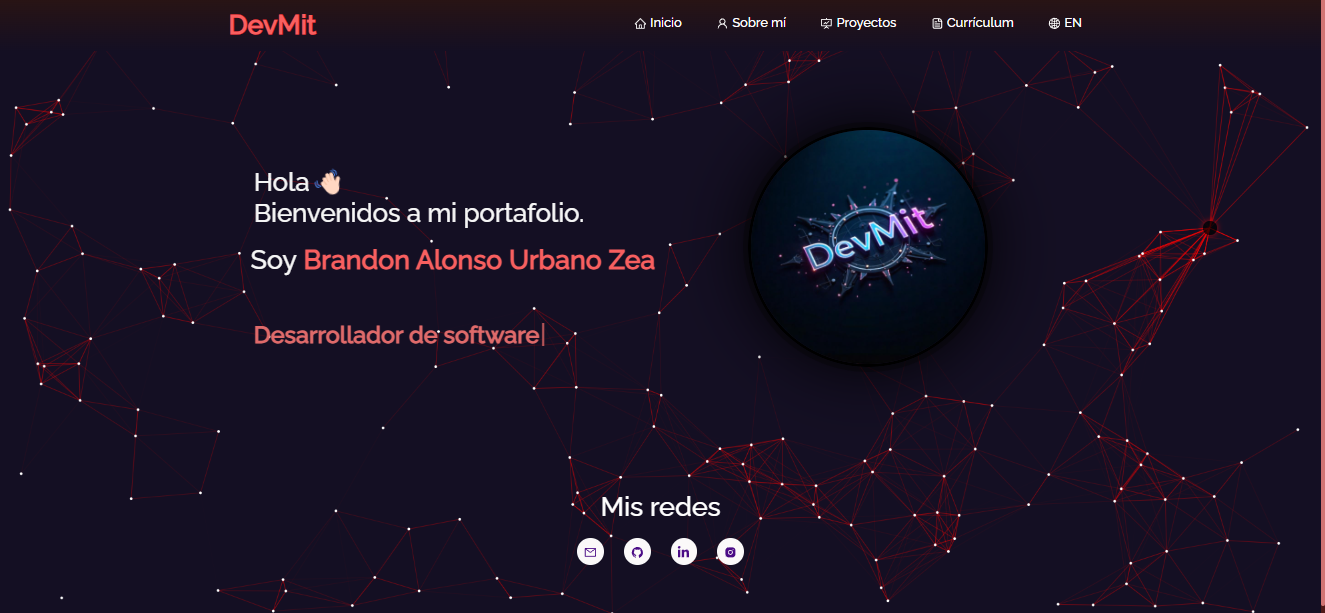 DevMit
Inicio
Sobre mí
Proyectos
Currículum
EN
Hola
Bienvenidos a mi portafolio.
Soy Brandon Alonso Urbano Zea
DevMit
Desarrollador de software|
Mis redes
in